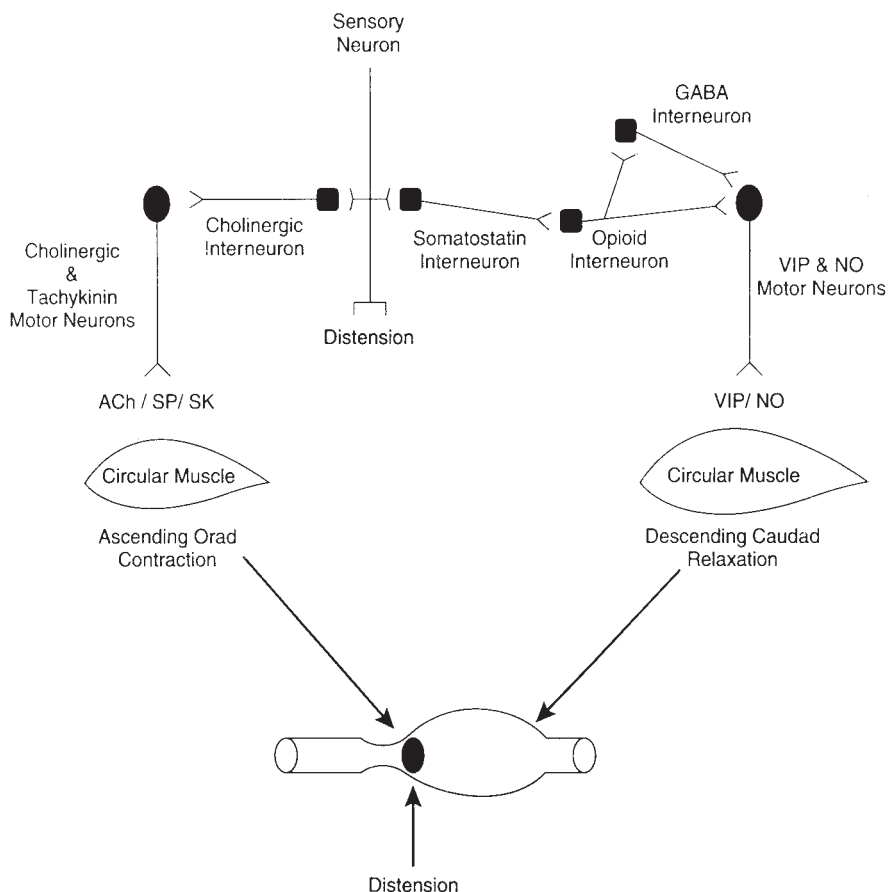 Sensory
Neuron
GABA
Interneuron
Cholinergic
Interneuron
Somatostatin
Interneuron
Opioid
Interneuron
Cholinergic
&
Tachykinin
Motor Neurons
VIP & NO
Motor Neurons
Distension
ACh / SP/ SK
VIP/ NO
Circular Muscle
Circular Muscle
Ascending Orad
Contraction
Descending Caudad
Relaxation
Distension